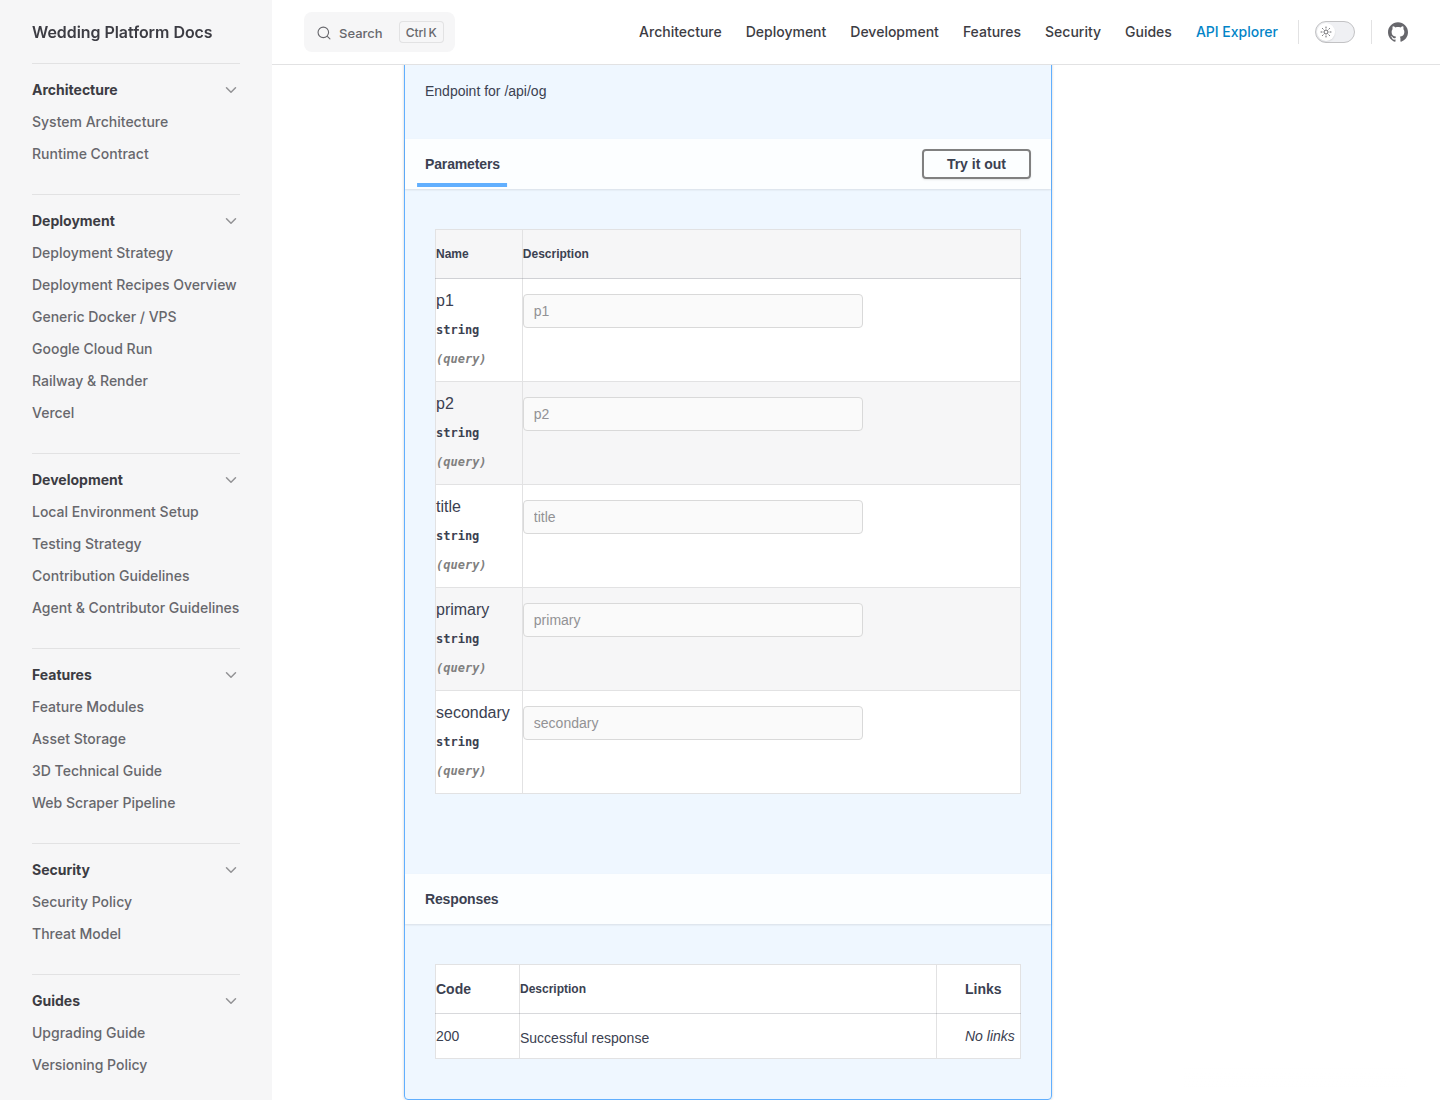 Wedding Platform Docs
Search Ctrl K
Architecture Deployment Development Features Security Guides API Explorer
Architecture
System Architecture
Runtime Contract
Deployment
Deployment Strategy
Deployment Recipes Overview
Generic Docker / VPS
Google Cloud Run
Railway & Render
Vercel
Development
Local Environment Setup
Testing Strategy
Contribution Guidelines
Agent & Contributor Guidelines
Features
Feature Modules
Asset Storage
3D Technical Guide
Web Scraper Pipeline
Security
Security Policy
Threat Model
Guides
Upgrading Guide
Versioning Policy
Endpoint for /api/og
Parameters Try it out
Name Description
p1 p1
string
(query)
p2 p2
string
(query)
title title
string
(query)
primary primary
string
(query)
secondary secondary
string
(query)
Responses
Code Description Links
200 Successful response No links